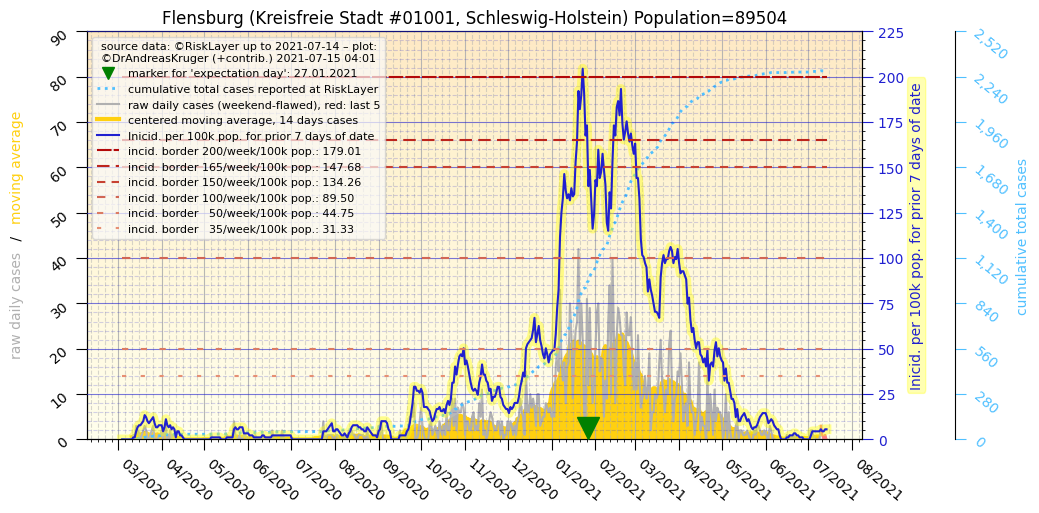 Flensburg (Kreisfreie Stadt #01001, Schleswig-Holstein) Population=89504
source data: ©RiskLayer up to 2021-07-14 – plot:
©DrAndreasKruger (+contrib.) 2021-07-15 04:01
marker for 'expectation day': 27.01.2021
cumulative total cases reported at RiskLayer
raw daily cases (weekend-flawed), red: last 5
centered moving average, 14 days cases
Inicid. per 100k pop. for prior 7 days of date
incid. border 200/week/100k pop.: 179.01
incid. border 165/week/100k pop.: 147.68
incid. border 150/week/100k pop.: 134.26
incid. border 100/week/100k pop.: 89.50
incid. border   50/week/100k pop.: 44.75
incid. border   35/week/100k pop.: 31.33
raw daily cases / moving average
90
80
70
60
50
40
30
20
10
0
03/2020
04/2020
05/2020
06/2020
07/2020
08/2020
09/2020
10/2020
11/2020
12/2020
01/2021
02/2021
03/2021
04/2021
05/2021
06/2021
07/2021
08/2021
225
200
175
150
125
100
75
50
25
0
Inicid. per 100k pop. for prior 7 days of date
2,520
2,240
1,960
1,680
1,400
1,120
840
560
280
0
cumulative total cases